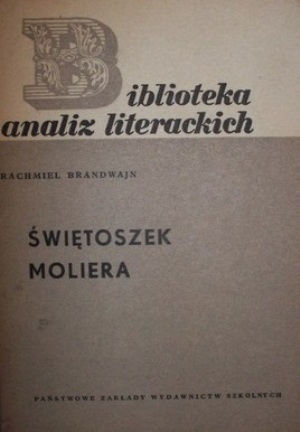 Biblioteka
analiz literackich
RACHMIEL BRANDWAJN
ŚWIĘTOSZEK
MOLIERA
PAŃSTWOWE ZAKŁADY WYDAWNICTW SZKOLNYCH